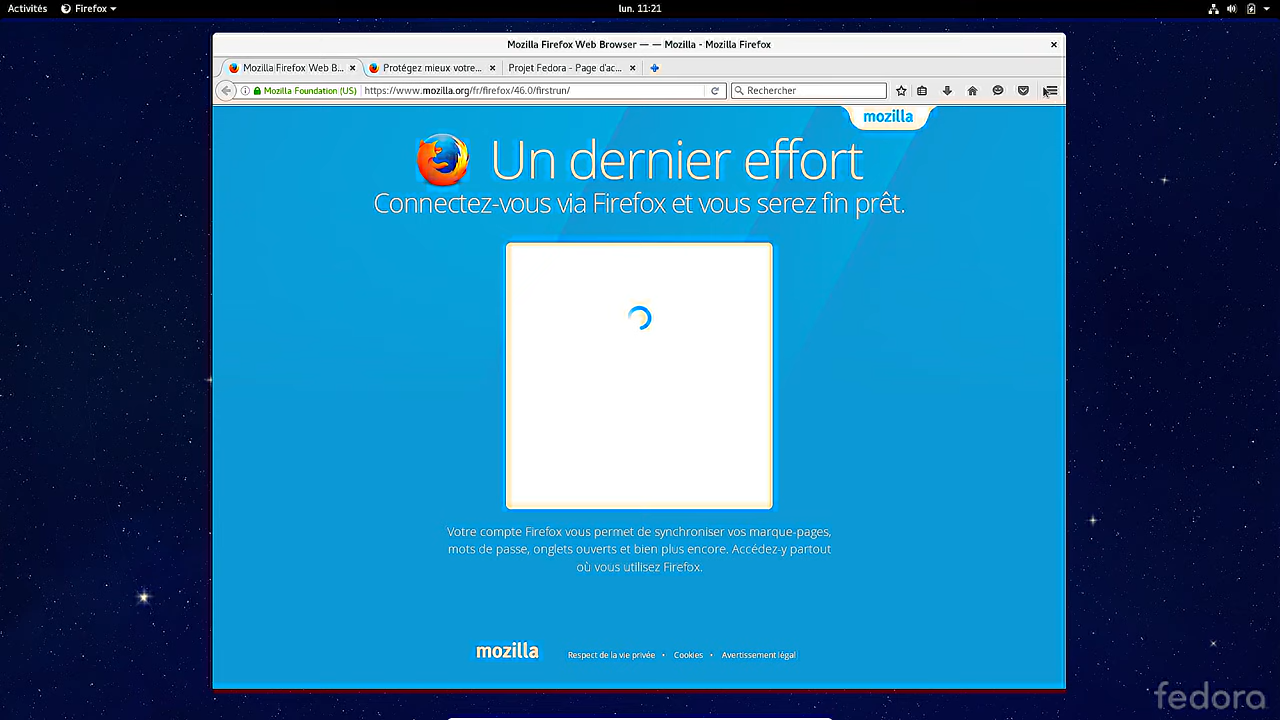 Activités
Firefox
lun. 11:21
Mozilla Firefox Web Browser — — Mozilla - Mozilla Firefox
Mozilla Firefox Web B...
Protégez mieux votre...
Projet Fedora - Page d'ac...
Mozilla Foundation (US)
https://www.mozilla.org/fr/firefox/46.0/firstrun/
Rechercher
mozilla
Un dernier effort
Connectez-vous via Firefox et vous serez fin prêt.
Votre compte Firefox vous permet de synchroniser vos marque-pages,
mots de passe, onglets ouverts et bien plus encore. Accédez-y partout
où vous utilisez Firefox.
mozilla
Respect de la vie privée • Cookies • Avertissement légal
fedora